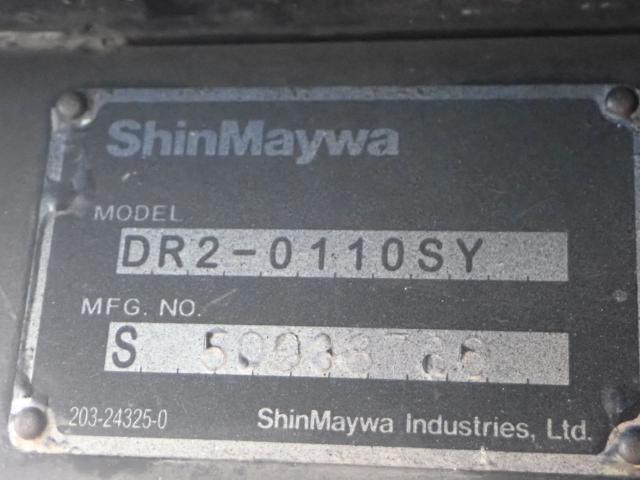 ShinMaywa
MODEL
DR2-0110SY
MFG. NO.
S
203-24325-0 ShinMaywa Industries, Ltd.